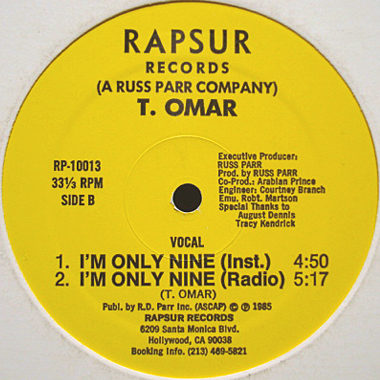 RAPSUR
RECORDS
(A RUSS PARR COMPANY)
T. OMAR
RP-10013
33⅓ RPM
SIDE B
Executive Producer:
RUSS PARR
Prod. by RUSS PARR
Co-Prod.: Arabian Prince
Engineer: Courtney Branch
Emu. Robt. Martson
Special Thanks to
August Dennis
Tracy Kendrick
VOCAL
1. I'M ONLY NINE (Inst.) 4:50
2. I'M ONLY NINE (Radio) 5:17
(T. OMAR)
Publ. by R.D. Parr Inc. (ASCAP) © ℗ 1985
RAPSUR RECORDS
6209 Santa Monica Blvd.
Hollywood, CA 90038
Booking Info. (213) 469-5821